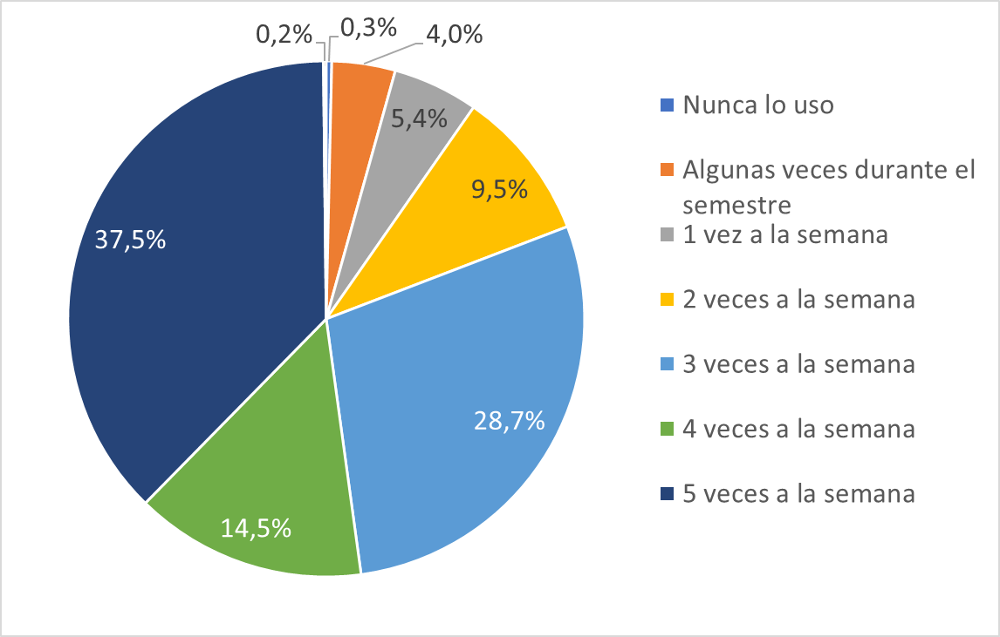 0,2%
0,3%
4,0%
5,4%
9,5%
37,5%
28,7%
14,5%
Nunca lo uso
Algunas veces durante el
semestre
1 vez a la semana
2 veces a la semana
3 veces a la semana
4 veces a la semana
5 veces a la semana